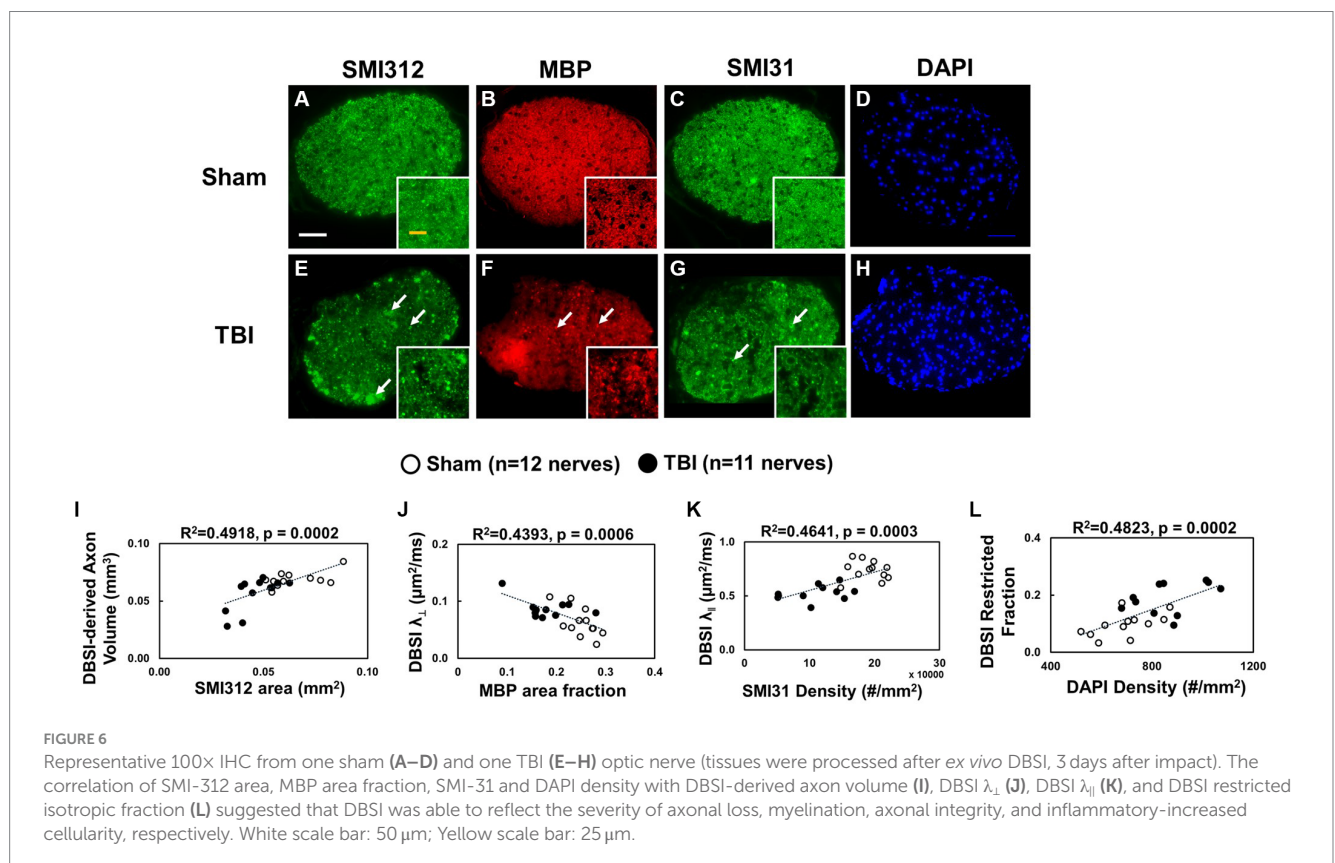 SMI312 MBP SMI31 DAPI
A B C D
Sham
E F G H
TBI
Sham (n=12 nerves) TBI (n=11 nerves)
I
R²=0.4918, p = 0.0002
DBSI-derived Axon
Volume (mm³)
0.10
0.05
0.00
0.00 0.05 0.10
SMI312 area (mm²)
J
R²=0.4393, p = 0.0006
DBSI λ⊥ (μm²/ms)
0.2
0.1
0.0
0 0.1 0.2 0.3 0.4
MBP area fraction
K
R²=0.4641, p = 0.0003
DBSI λ∥ (μm²/ms)
1.0
0.5
0.0
0 10 20 30
x 10000
SMI31 Density (#/mm²)
L
R²=0.4823, p = 0.0002
DBSI Restricted
Fraction
0.3
0.2
0.1
0.0
400 800 1200
DAPI Density (#/mm²)
FIGURE 6
Representative 100× IHC from one sham (A–D) and one TBI (E–H) optic nerve (tissues were processed after ex vivo DBSI, 3 days after impact). The
correlation of SMI-312 area, MBP area fraction, SMI-31 and DAPI density with DBSI-derived axon volume (I), DBSI λ⊥ (J), DBSI λ∥ (K), and DBSI restricted
isotropic fraction (L) suggested that DBSI was able to reflect the severity of axonal loss, myelination, axonal integrity, and inflammatory-increased
cellularity, respectively. White scale bar: 50 μm; Yellow scale bar: 25 μm.